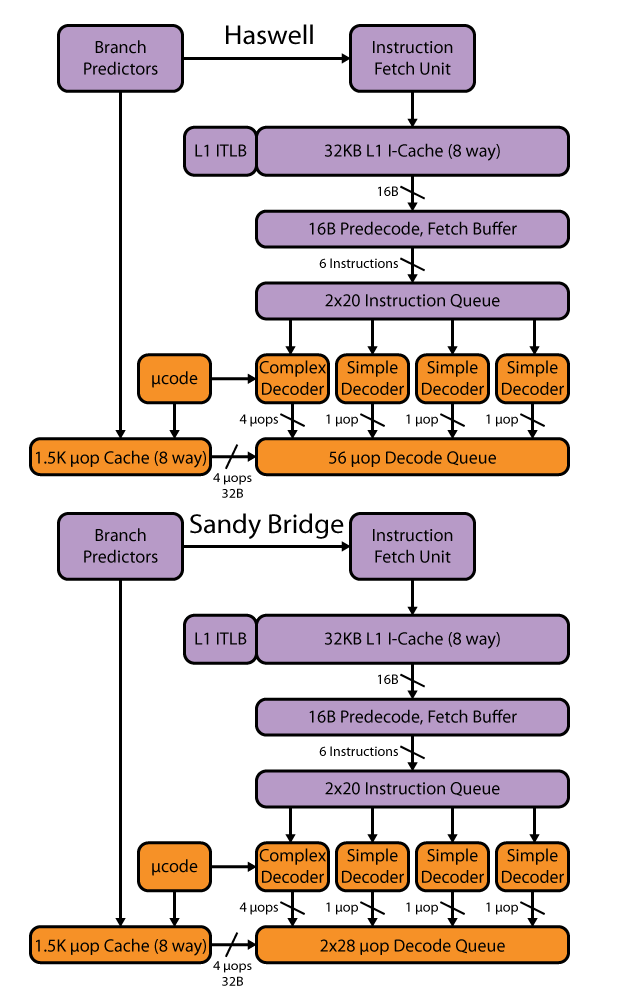 Haswell
Branch
Predictors
Instruction
Fetch Unit
L1 ITLB
32KB L1 I-Cache (8 way)
16B
16B Predecode, Fetch Buffer
6 Instructions
2x20 Instruction Queue
µcode
Complex
Decoder
Simple
Decoder
Simple
Decoder
Simple
Decoder
4 µops
1 µop
1 µop
1 µop
1.5K µop Cache (8 way)
4 µops
32B
56 µop Decode Queue
Sandy Bridge
Branch
Predictors
Instruction
Fetch Unit
L1 ITLB
32KB L1 I-Cache (8 way)
16B
16B Predecode, Fetch Buffer
6 Instructions
2x20 Instruction Queue
µcode
Complex
Decoder
Simple
Decoder
Simple
Decoder
Simple
Decoder
4 µops
1 µop
1 µop
1 µop
1.5K µop Cache (8 way)
4 µops
32B
2x28 µop Decode Queue